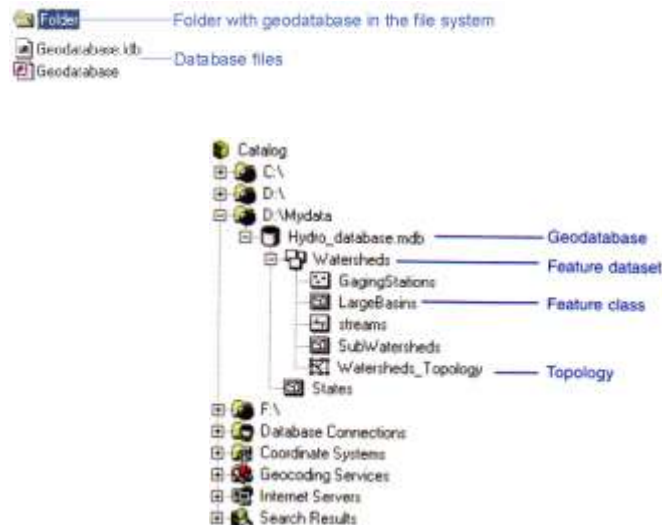 Folder Folder with geodatabase in the file system
Geodatabase.ldb
Database files
Geodatabase
Catalog
C:\
D:\
D:\Mydata
Hydro_database.mdb Geodatabase
Watersheds Feature dataset
GagingStations
LargeBasins Feature class
streams
SubWatersheds
Watersheds_Topology Topology
States
F:\
Database Connections
Coordinate Systems
Geocoding Services
Internet Servers
Search Results